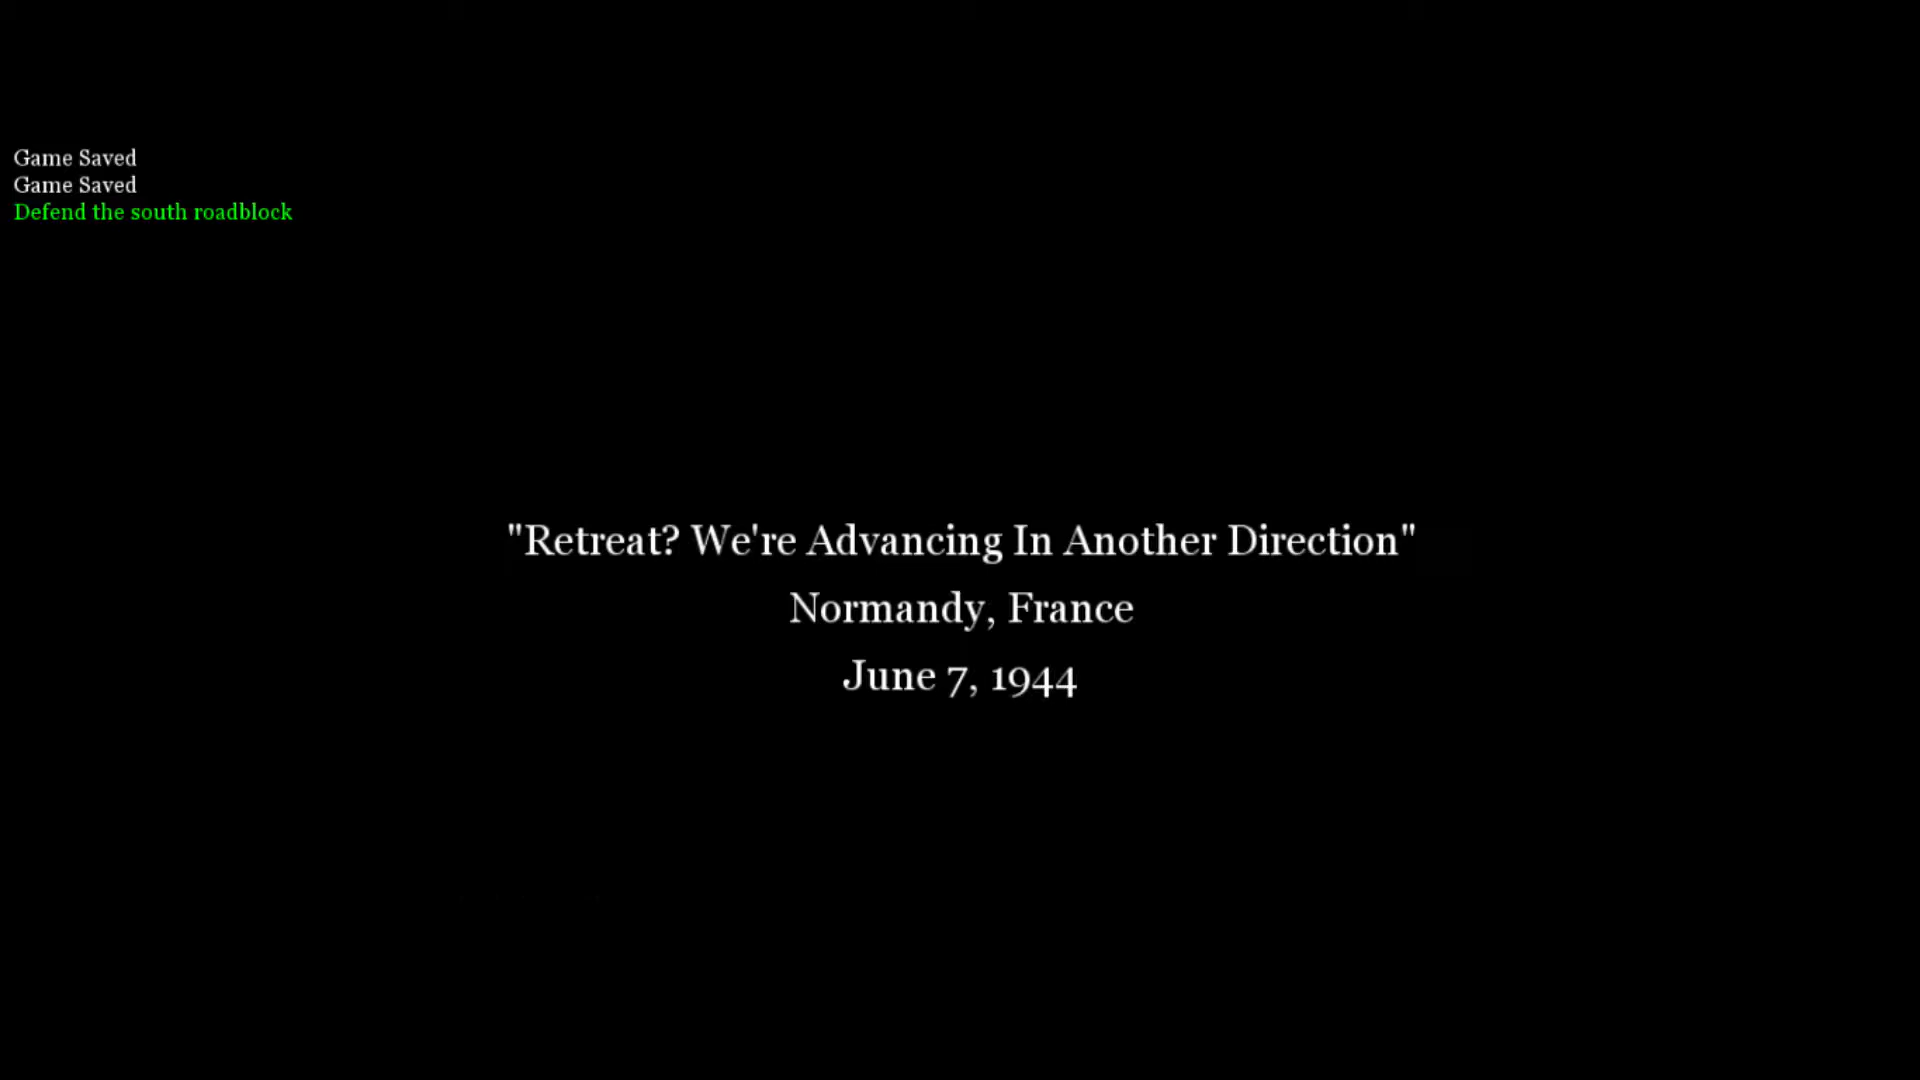 Game Saved
Game Saved
Defend the south roadblock
"Retreat? We're Advancing In Another Direction"
Normandy, France
June 7, 1944